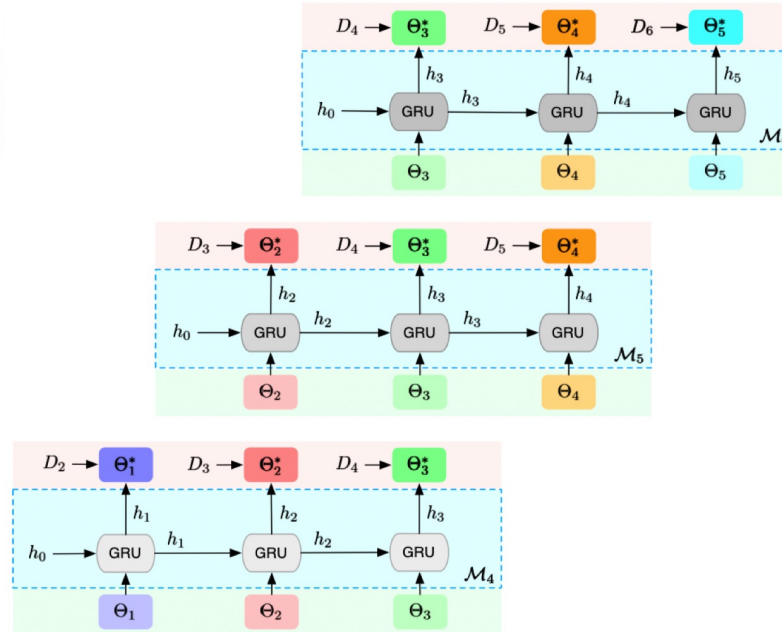 D₄ Θ₃* D₅ Θ₄* D₆ Θ₅*
h₃ h₄ h₅
h₀ GRU h₃ GRU h₄ GRU
ℳ
Θ₃ Θ₄ Θ₅
D₃ Θ₂* D₄ Θ₃* D₅ Θ₄*
h₂ h₃ h₄
h₀ GRU h₂ GRU h₃ GRU
ℳ₅
Θ₂ Θ₃ Θ₄
D₂ Θ₁* D₃ Θ₂* D₄ Θ₃*
h₁ h₂ h₃
h₀ GRU h₁ GRU h₂ GRU
ℳ₄
Θ₁ Θ₂ Θ₃